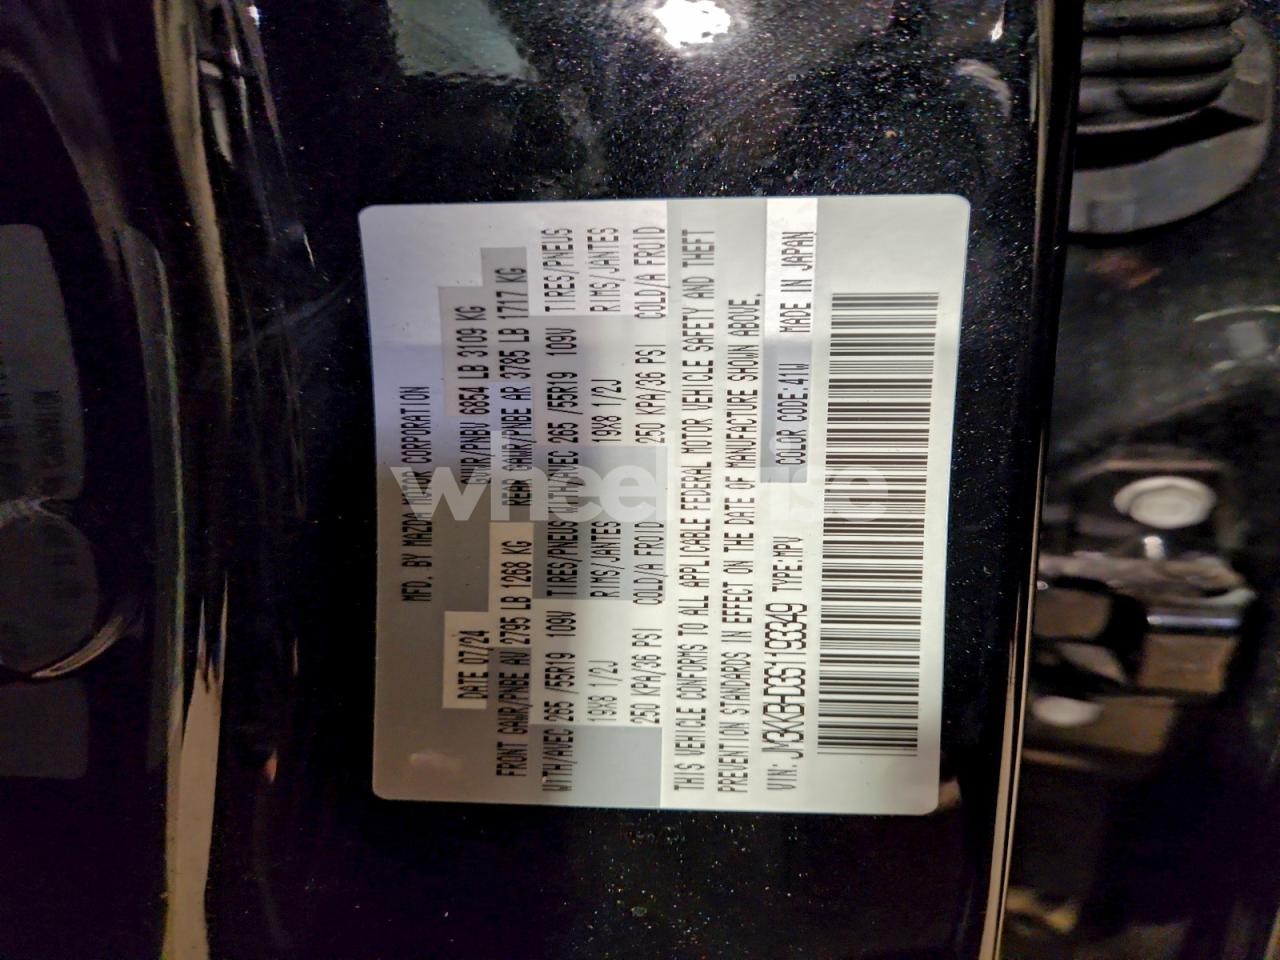 MFD. BY MAZDA MOTOR CORPORATION
DATE 07/24 GVWR/PNBV 6854 LB 3109 KG
FRONT GAWR/PNBE AV 2795 LB 1268 KG REAR GAWR/PNBE AR 3785 LB 1717 KG
WITH/AVEC 265 /55R19 109V TIRES/PNEUS WITH/AVEC 265 /55R19 109V TIRES/PNEUS
19X8 1/2J RIMS/JANTES 19X8 1/2J RIMS/JANTES
250 KPA/36 PSI COLD/A FROID 250 KPA/36 PSI COLD/A FROID
THIS VEHICLE CONFORMS TO ALL APPLICABLE FEDERAL MOTOR VEHICLE SAFETY AND THEFT
PREVENTION STANDARDS IN EFFECT ON THE DATE OF MANUFACTURE SHOWN ABOVE.
VIN: JM3KKBHD3S1193349 TYPE:MPV COLOR CODE:41W MADE IN JAPAN